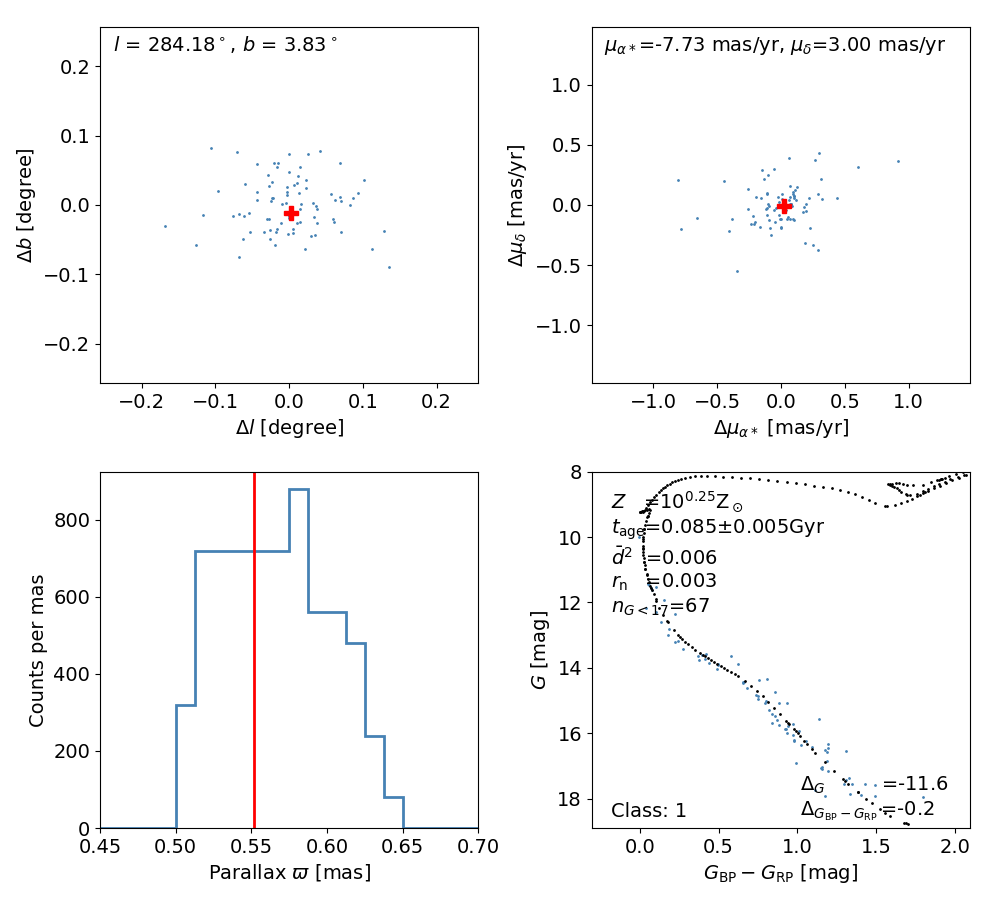 l = 284.18°, b = 3.83°
0.2
0.1
0.0
−0.1
−0.2
Δb [degree]
−0.2 −0.1 0.0 0.1 0.2
Δl [degree]
μα*=-7.73 mas/yr, μδ=3.00 mas/yr
1.0
0.5
0.0
−0.5
−1.0
Δμδ [mas/yr]
−1.0 −0.5 0.0 0.5 1.0
Δμα* [mas/yr]
800
600
400
200
0
Counts per mas
0.45 0.50 0.55 0.60 0.65 0.70
Parallax ϖ [mas]
8
10
12
14
16
18
G [mag]
Z =10^0.25 Z⊙
t_age=0.085±0.005Gyr
d̄² =0.006
r_n =0.003
n_G<17=67
Δ_G =-11.6
Δ_GBP−GRP =-0.2
Class: 1
0.0 0.5 1.0 1.5 2.0
G_BP − G_RP [mag]